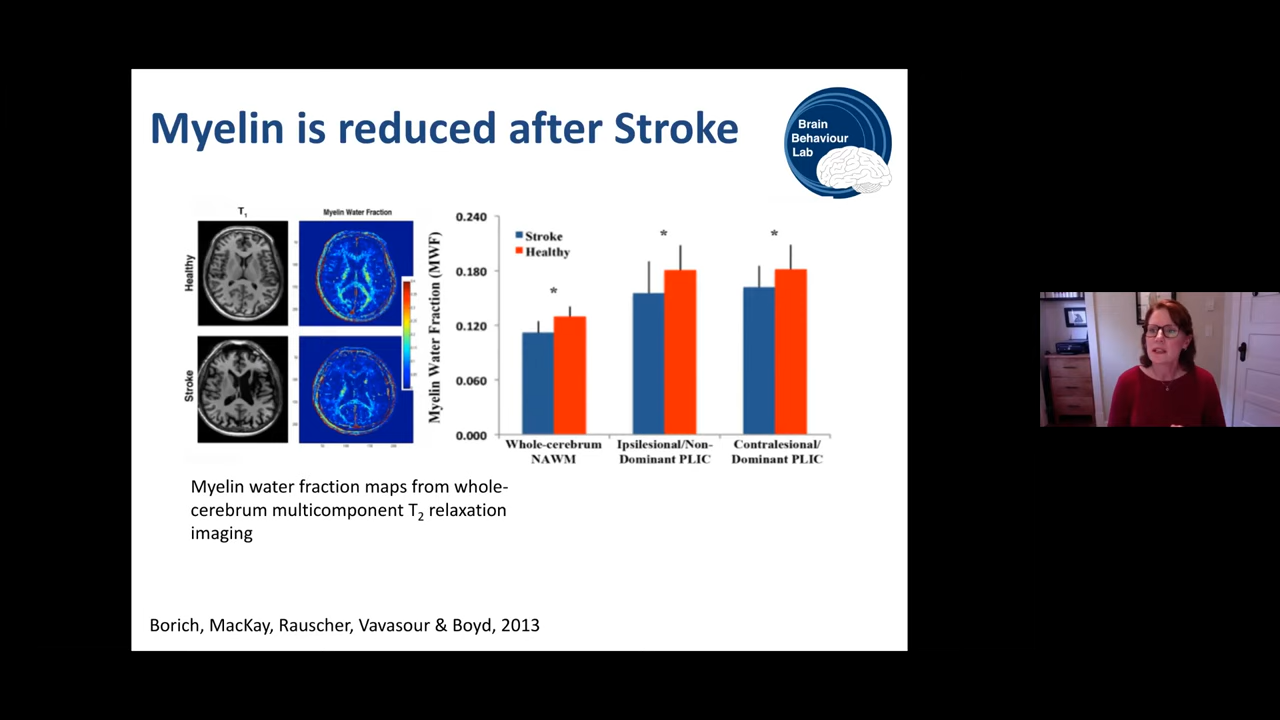 Myelin is reduced after Stroke
Brain
Behaviour
Lab
T1
Myelin Water Fraction
Healthy
Stroke
Myelin Water Fraction (MWF)
0.240
0.180
0.120
0.060
0.000
Stroke
Healthy
*
*
*
Whole-cerebrum
NAWM
Ipsilesional/Non-
Dominant PLIC
Contralesional/
Dominant PLIC
Myelin water fraction maps from whole-
cerebrum multicomponent T2 relaxation
imaging
Borich, MacKay, Rauscher, Vavasour & Boyd, 2013